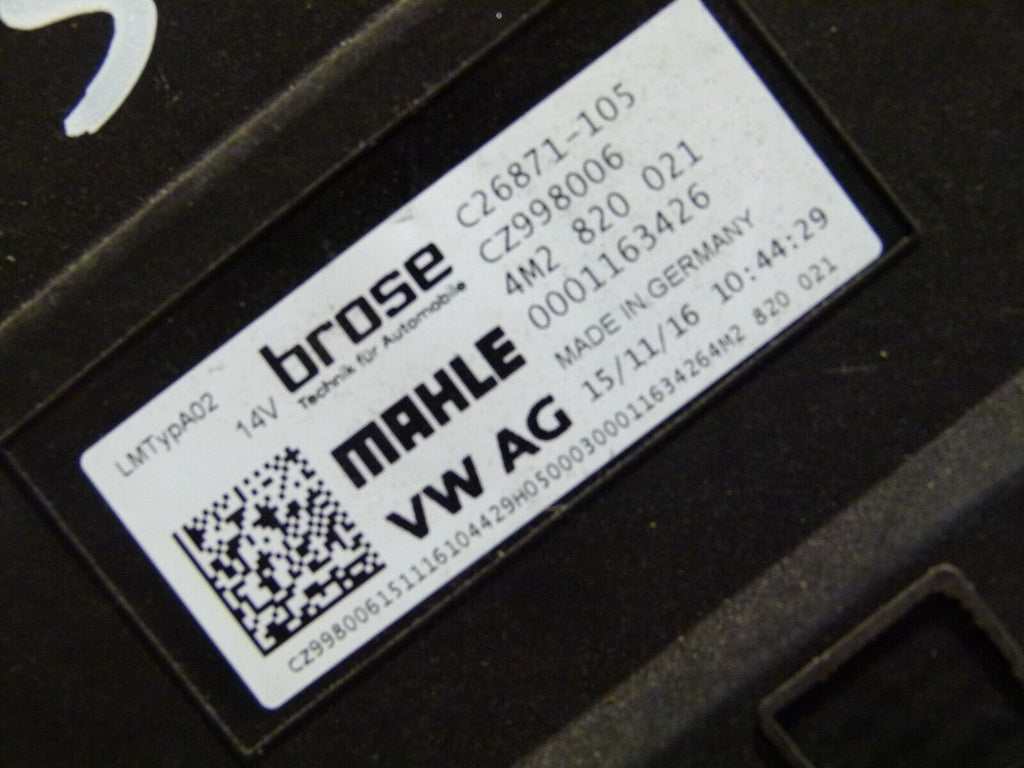 LMTypA02
14V
brose
Technik für Automobile
MAHLE
VW AG
C26871-105
CZ998006
4M2 820 021
0001163426
MADE IN GERMANY
15/11/16 10:44:29
CZ998006151116104429H05000300011634264M2 820 021